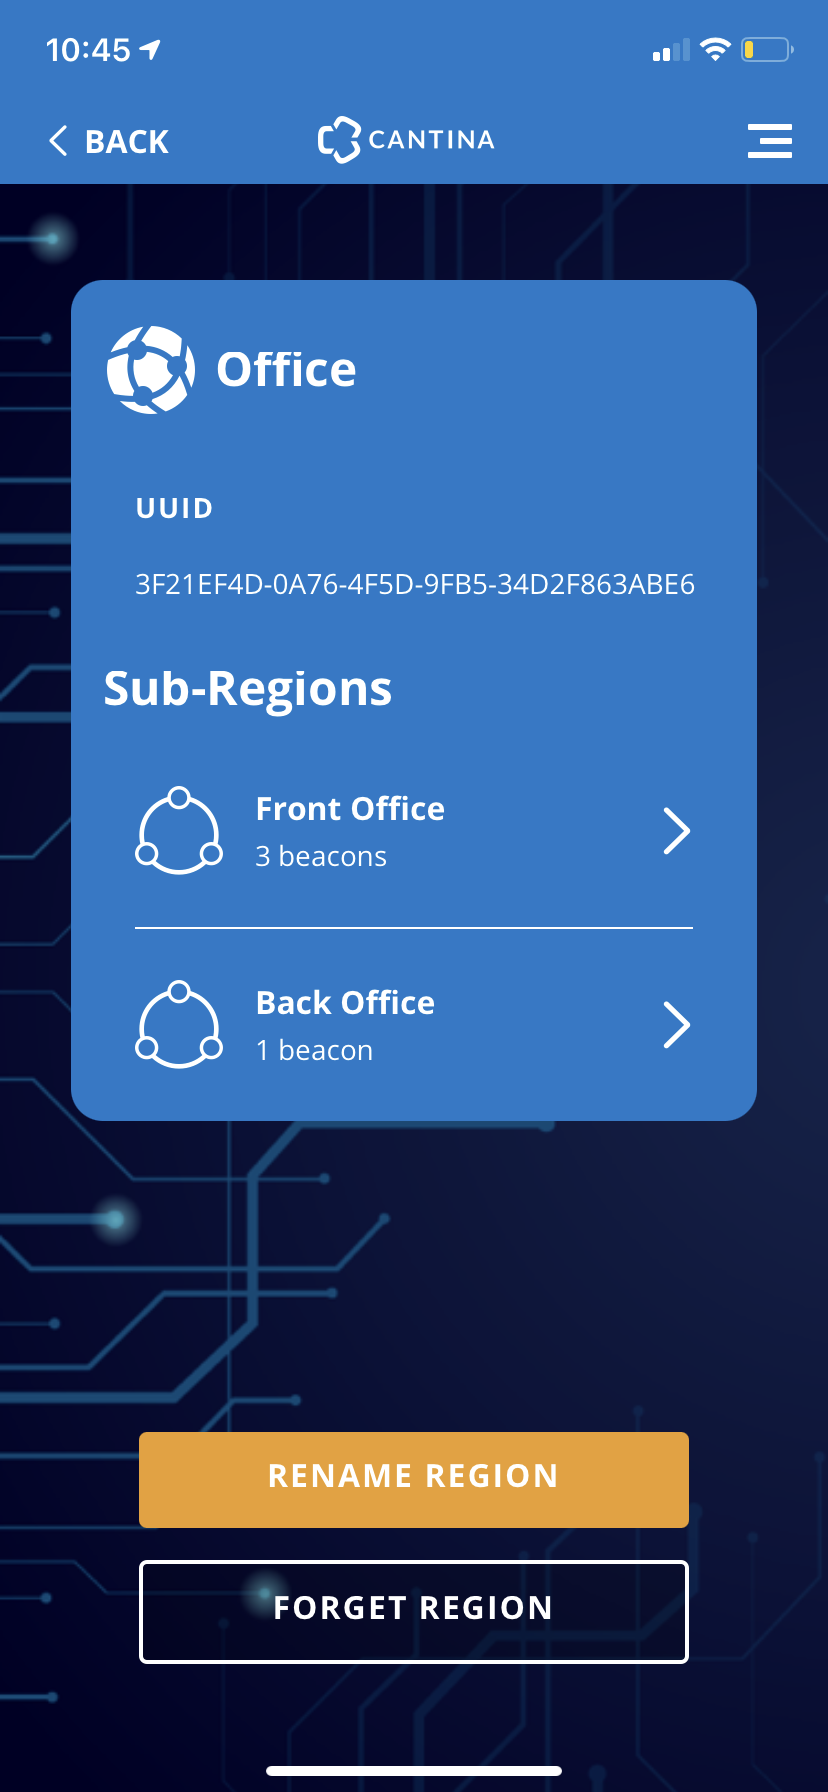 10:45
BACK
CANTINA
Office
UUID
3F21EF4D-0A76-4F5D-9FB5-34D2F863ABE6
Sub-Regions
Front Office
3 beacons
Back Office
1 beacon
RENAME REGION
FORGET REGION